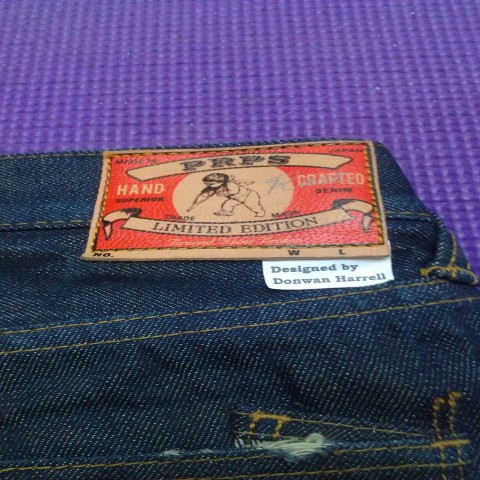 MADE IN JAPAN
PRPS
HAND CRAFTED
SUPERIOR DENIM
TRADE MARK
LIMITED EDITION
NO. W L
Designed by
Donwan Harrell